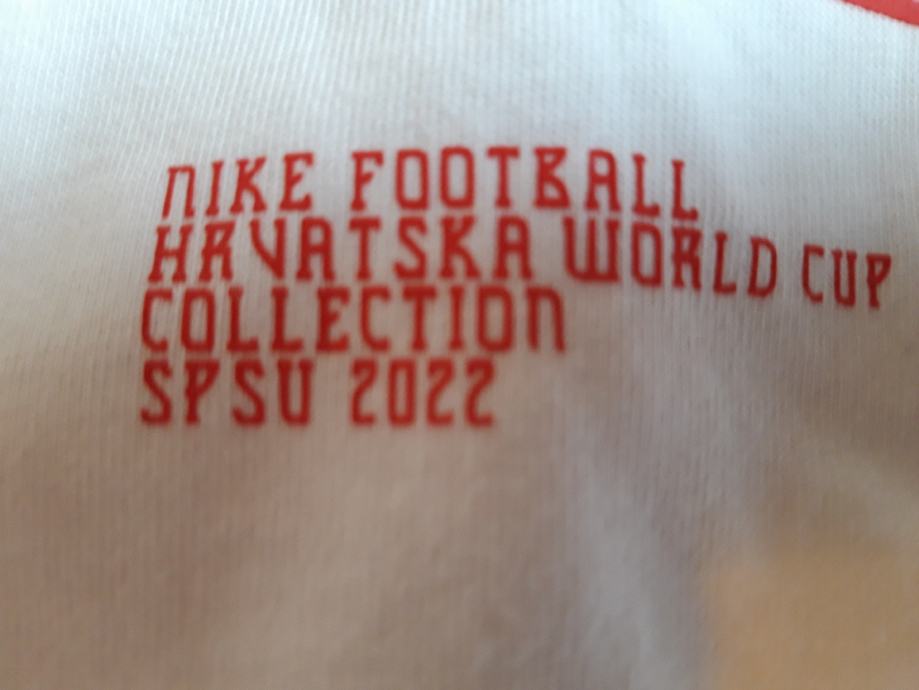 NIKE FOOTBALL
HRVATSKA WORLD CUP
COLLECTION
SPSU 2022